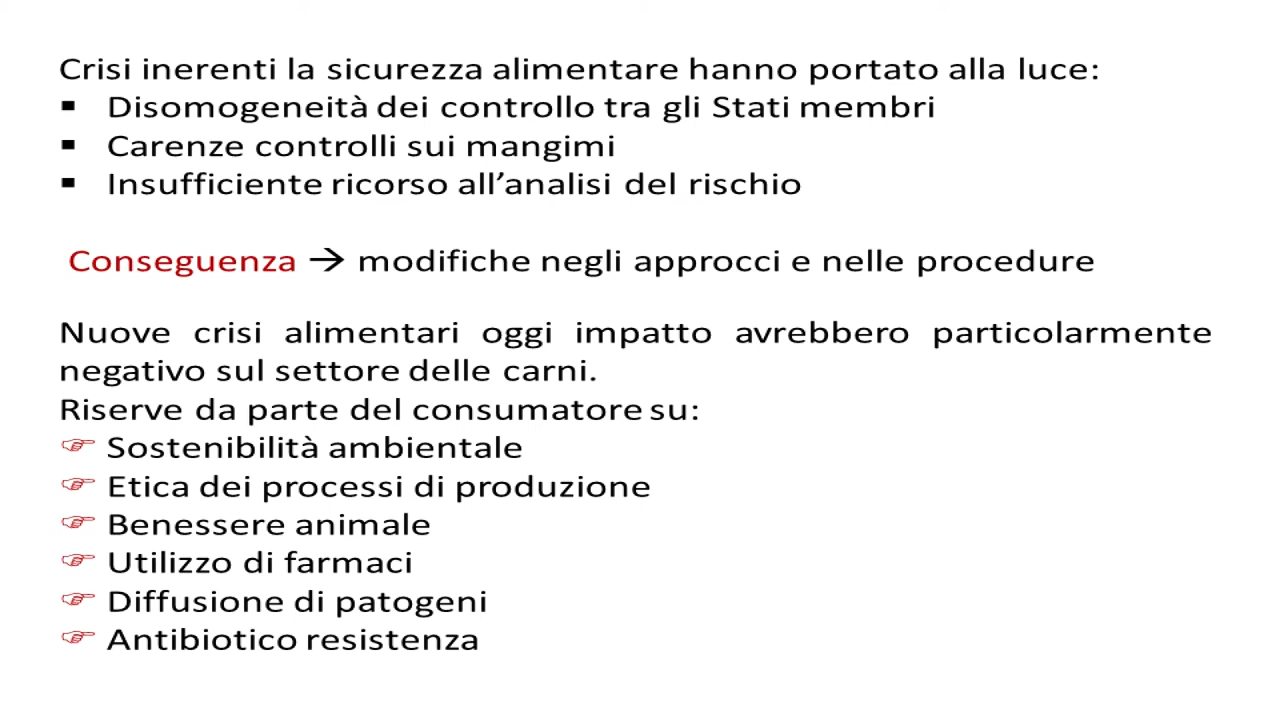 Crisi inerenti la sicurezza alimentare hanno portato alla luce:
▪ Disomogeneità dei controllo tra gli Stati membri
▪ Carenze controlli sui mangimi
▪ Insufficiente ricorso all'analisi del rischio
Conseguenza → modifiche negli approcci e nelle procedure
Nuove crisi alimentari oggi impatto avrebbero particolarmente
negativo sul settore delle carni.
Riserve da parte del consumatore su:
☞ Sostenibilità ambientale
☞ Etica dei processi di produzione
☞ Benessere animale
☞ Utilizzo di farmaci
☞ Diffusione di patogeni
☞ Antibiotico resistenza